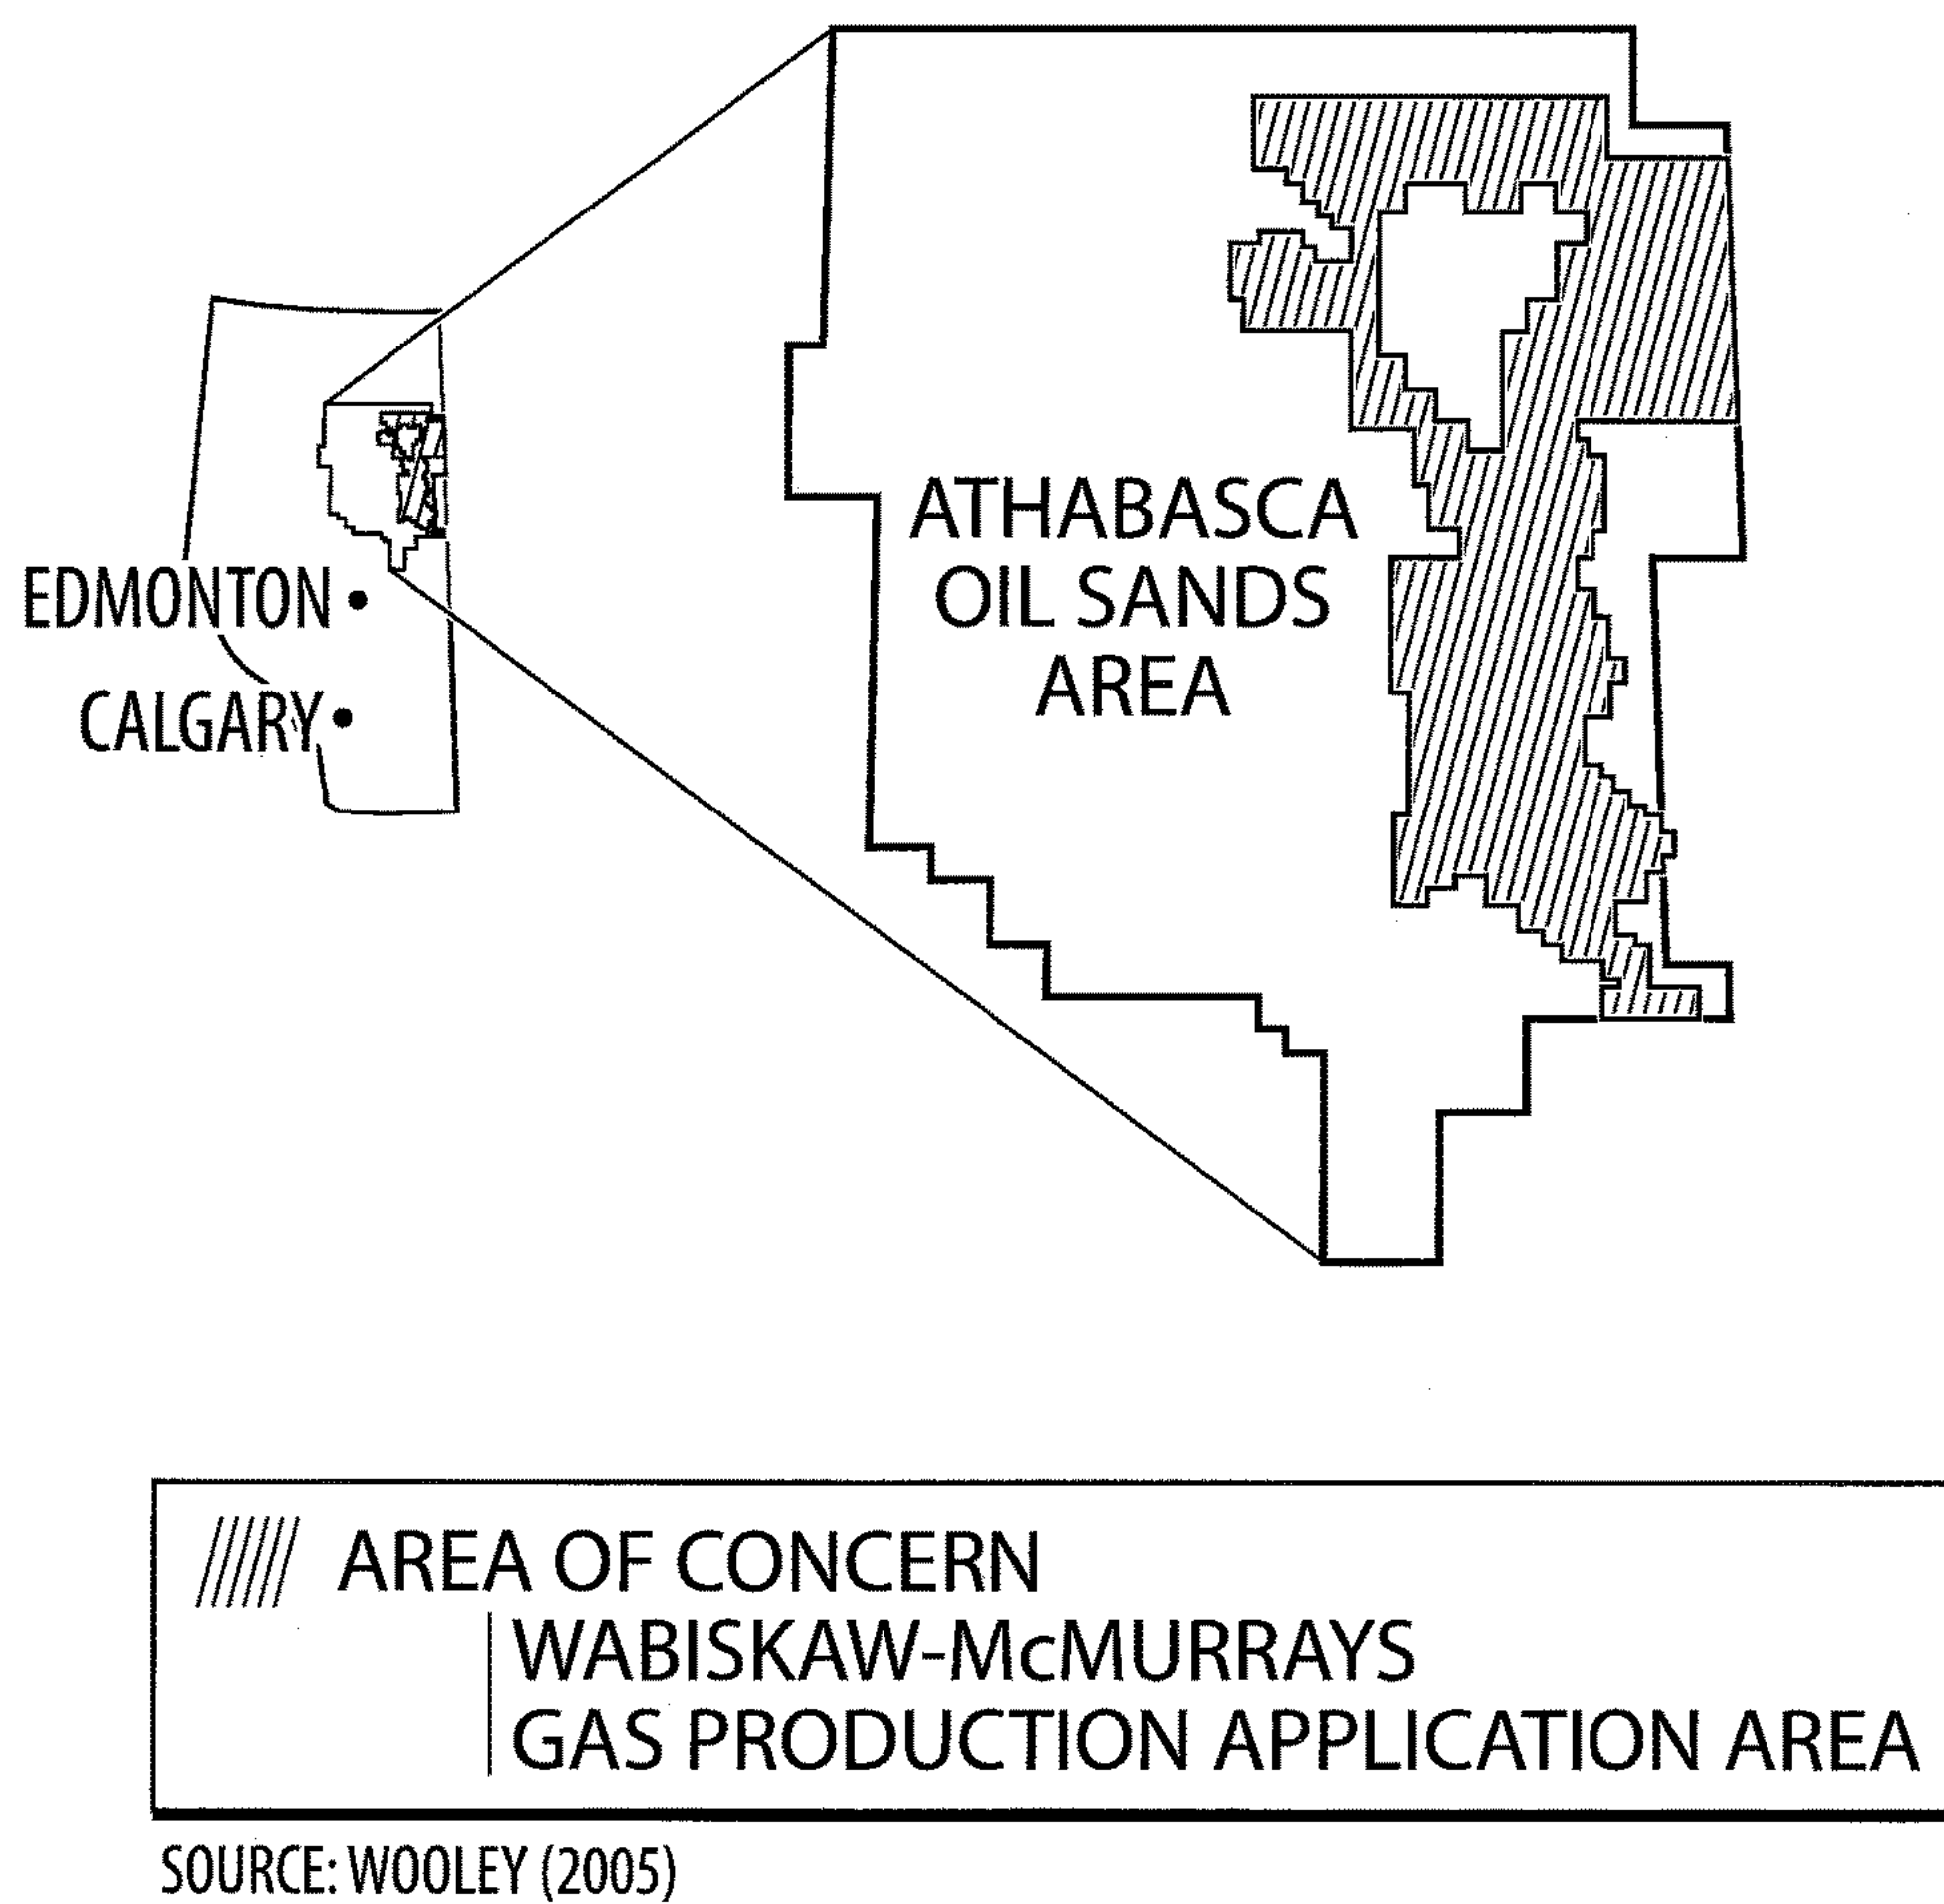 ATHABASCA
OIL SANDS
AREA
EDMONTON
CALGARY
AREA OF CONCERN
WABISKAW-McMURRAYS
GAS PRODUCTION APPLICATION AREA
SOURCE: WOOLEY (2005)